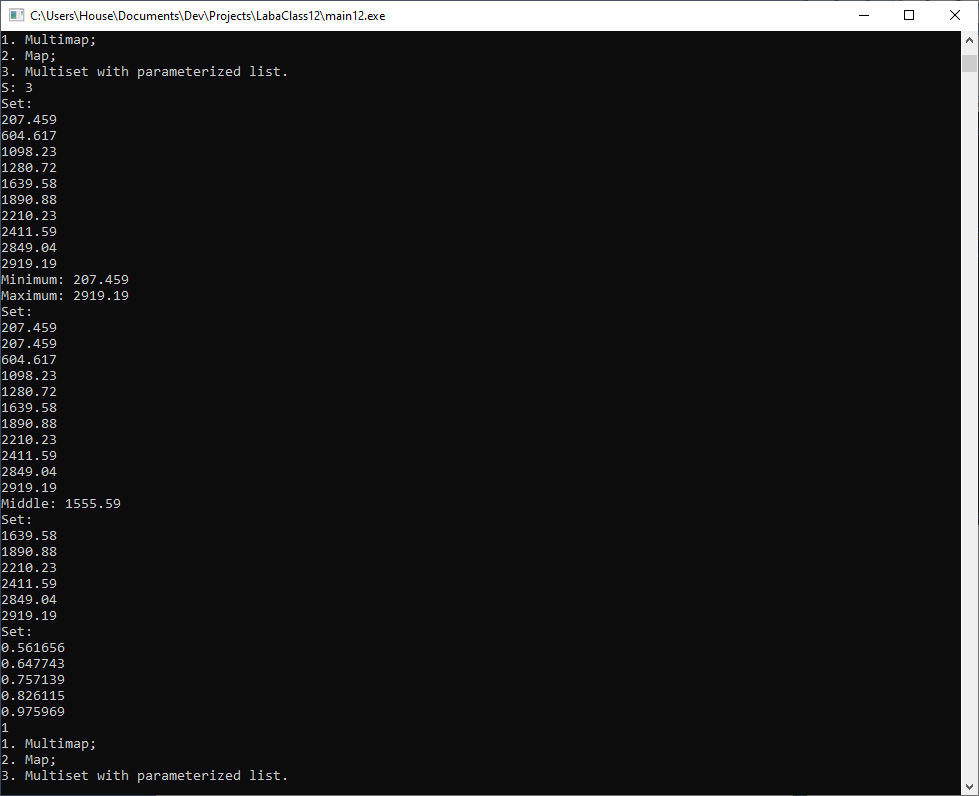 C:\Users\House\Documents\Dev\Projects\LabaClass12\main12.exe
1. Multimap;
2. Map;
3. Multiset with parameterized list.
S: 3
Set:
207.459
604.617
1098.23
1280.72
1639.58
1890.88
2210.23
2411.59
2849.04
2919.19
Minimum: 207.459
Maximum: 2919.19
Set:
207.459
207.459
604.617
1098.23
1280.72
1639.58
1890.88
2210.23
2411.59
2849.04
2919.19
Middle: 1555.59
Set:
1639.58
1890.88
2210.23
2411.59
2849.04
2919.19
Set:
0.561656
0.647743
0.757139
0.826115
0.975969
1
1. Multimap;
2. Map;
3. Multiset with parameterized list.